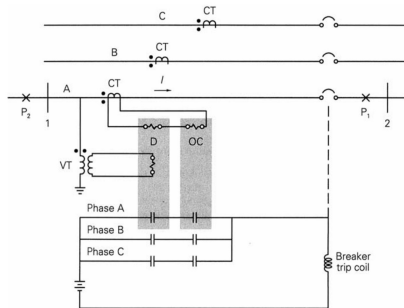 C
CT
B
CT
A
CT
I
P₂
1
P₁
2
D
OC
VT
Phase A
Phase B
Phase C
Breaker
trip coil